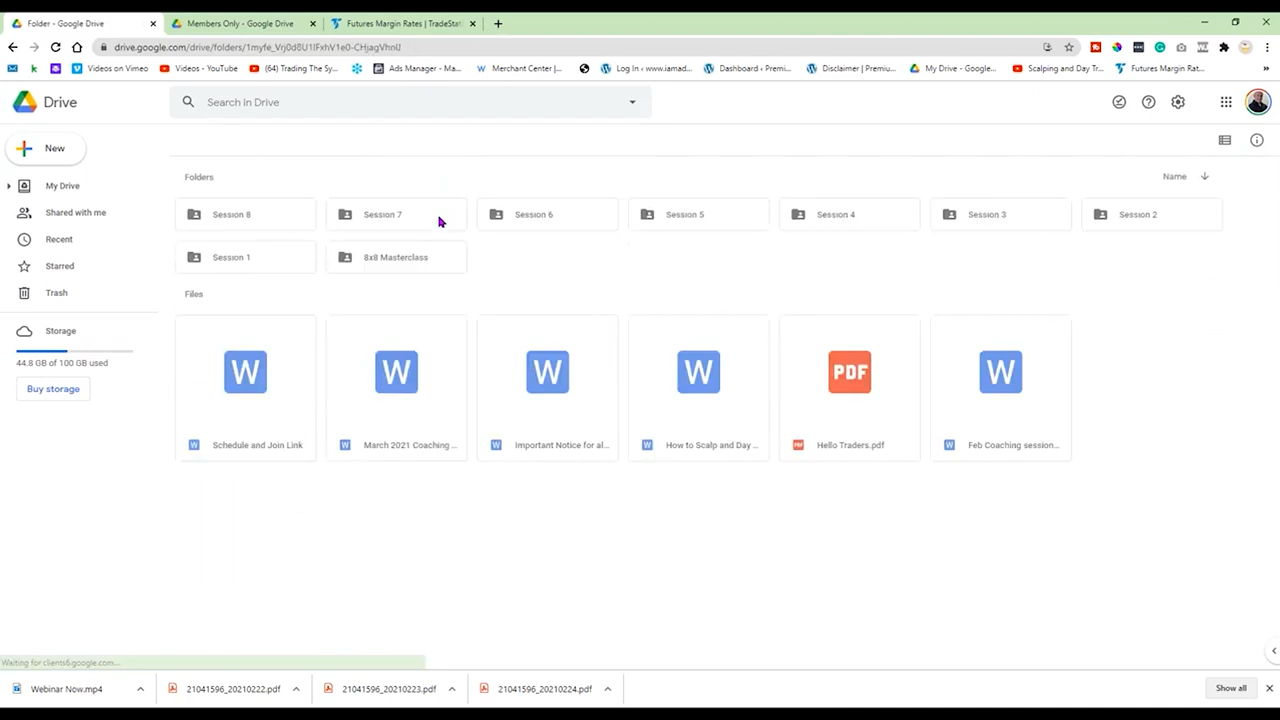 Folder - Google Drive
Members Only - Google Drive
Futures Margin Rates | TradeStat
drive.google.com/drive/folders/
Videos on Vimeo
Videos - YouTube
(64) Trading The Sy...
Ads Manager - Ma...
Merchant Center |...
Log In ‹ www.iamad...
Dashboard ‹ Premi...
Disclaimer | Premiu...
My Drive - Google...
Scalping and Day Tr...
Futures Margin Rat...
Drive
Search in Drive
New
My Drive
Shared with me
Recent
Starred
Trash
Storage
44.8 GB of 100 GB used
Buy storage
Folders
Name
Session 8
Session 7
Session 6
Session 5
Session 4
Session 3
Session 2
Session 1
8x8 Masterclass
Files
W
W
W
W
PDF
W
W Schedule and Join Link
W March 2021 Coaching ...
W Important Notice for al...
W How to Scalp and Day ...
PDF Hello Traders.pdf
W Feb Coaching session...
Waiting for clients6.google.com...
Webinar Now.mp4
21041596_20210222.pdf
21041596_20210223.pdf
21041596_20210224.pdf
Show all